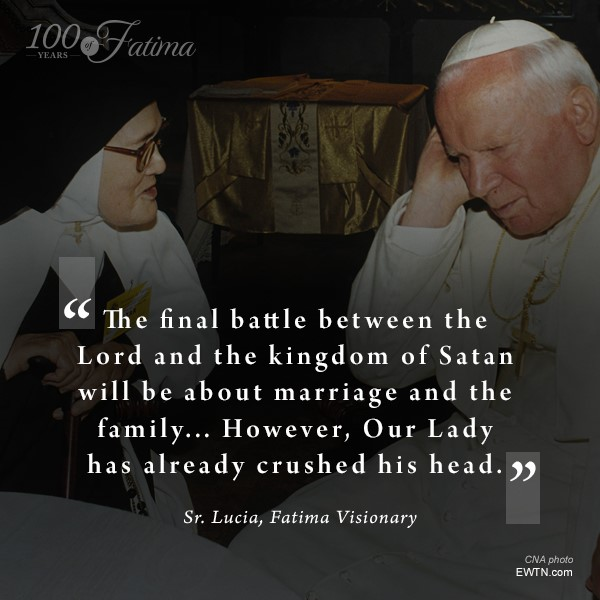 100 of Fatima
YEARS
“ The final battle between the
Lord and the kingdom of Satan
will be about marriage and the
family... However, Our Lady
has already crushed his head. ”
Sr. Lucia, Fatima Visionary
CNA photo
EWTN.com